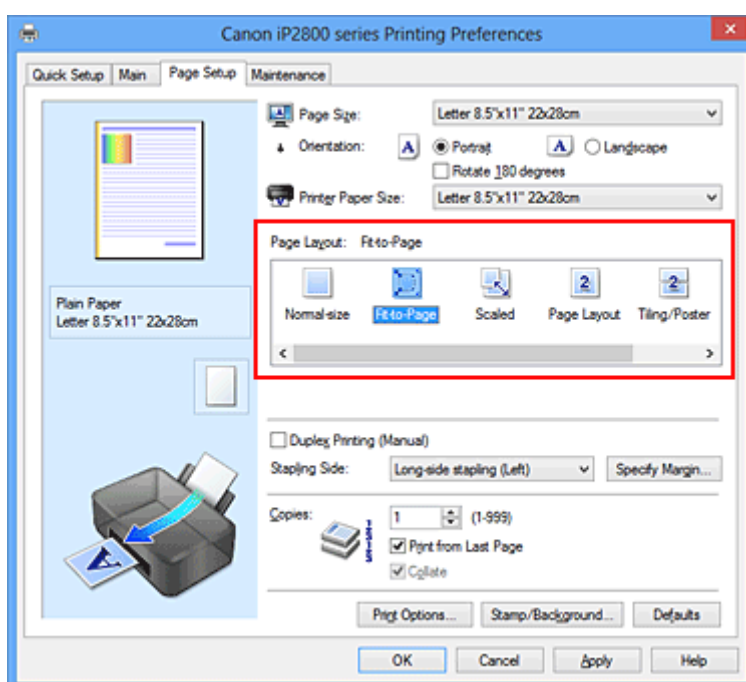 Canon iP2800 series Printing Preferences
Quick Setup Main Page Setup Maintenance
Page Size: Letter 8.5"x11" 22x28cm
Orientation: A Portrait A Landscape
Rotate 180 degrees
Printer Paper Size: Letter 8.5"x11" 22x28cm
Page Layout: Fit-to-Page
2 2
Normal-size Fit-to-Page Scaled Page Layout Tiling/Poster
Plain Paper
Letter 8.5"x11" 22x28cm
Duplex Printing (Manual)
Stapling Side: Long-side stapling (Left) Specify Margin...
Copies: 1 (1-999)
Print from Last Page
Collate
A
Print Options... Stamp/Background... Defaults
OK Cancel Apply Help